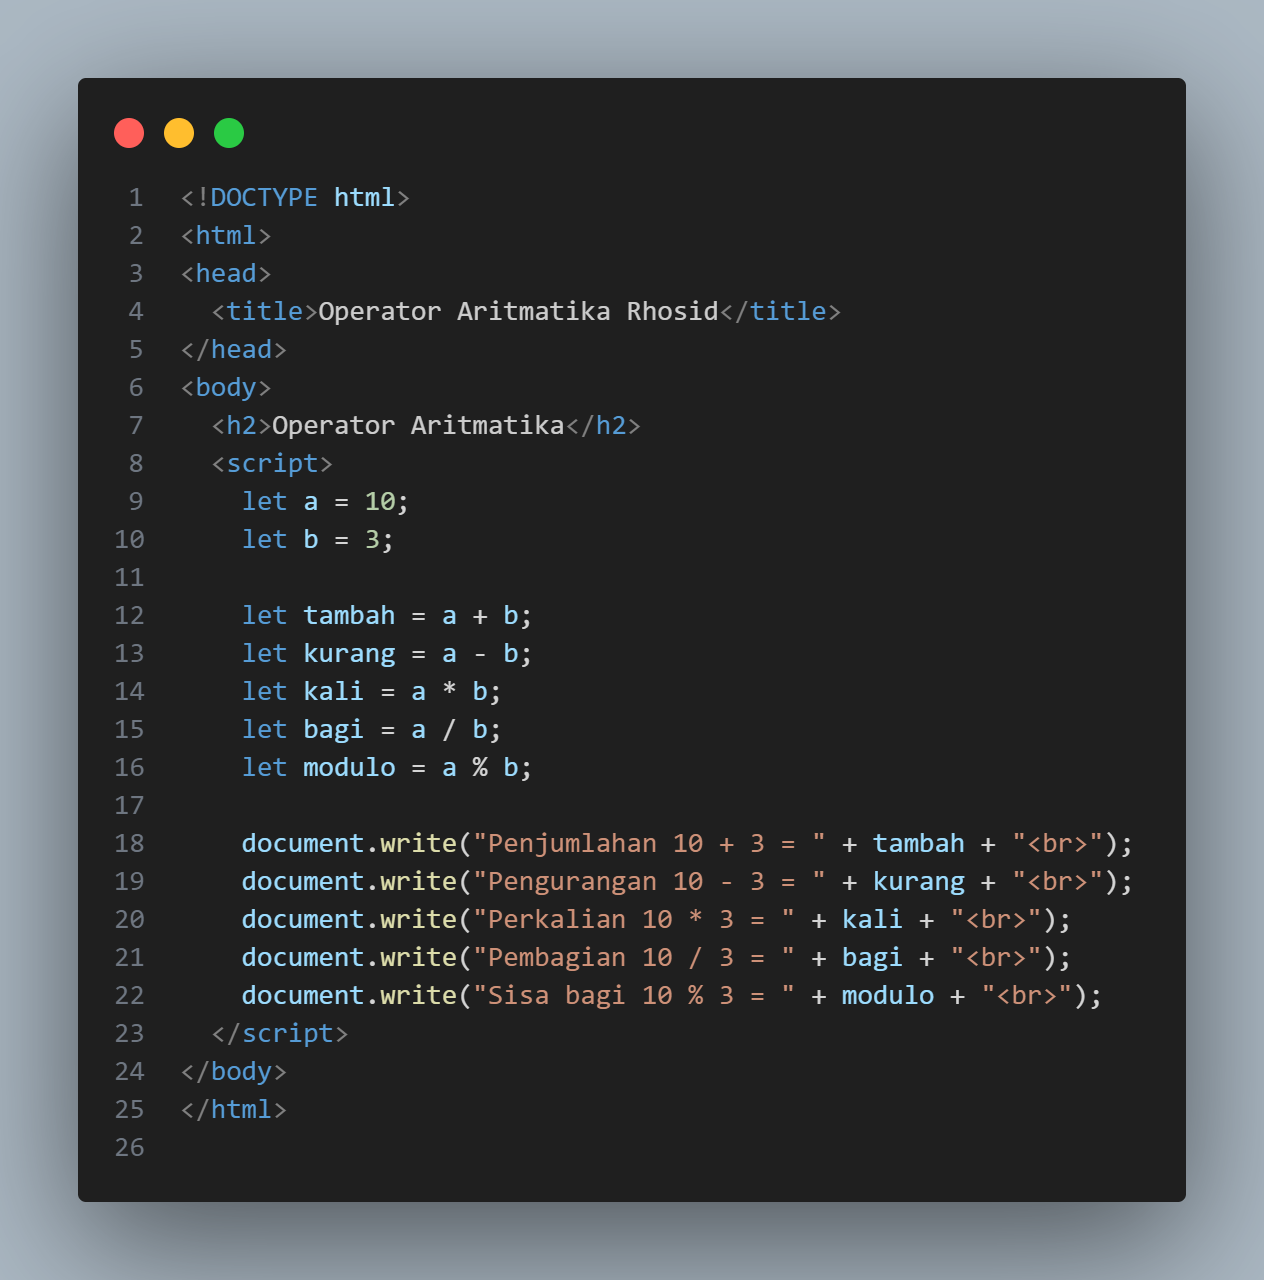 1 <!DOCTYPE html>
2 <html>
3 <head>
4   <title>Operator Aritmatika Rhosid</title>
5 </head>
6 <body>
7   <h2>Operator Aritmatika</h2>
8   <script>
9     let a = 10;
10     let b = 3;
11
12     let tambah = a + b;
13     let kurang = a - b;
14     let kali = a * b;
15     let bagi = a / b;
16     let modulo = a % b;
17
18     document.write("Penjumlahan 10 + 3 = " + tambah + "<br>");
19     document.write("Pengurangan 10 - 3 = " + kurang + "<br>");
20     document.write("Perkalian 10 * 3 = " + kali + "<br>");
21     document.write("Pembagian 10 / 3 = " + bagi + "<br>");
22     document.write("Sisa bagi 10 % 3 = " + modulo + "<br>");
23   </script>
24 </body>
25 </html>
26